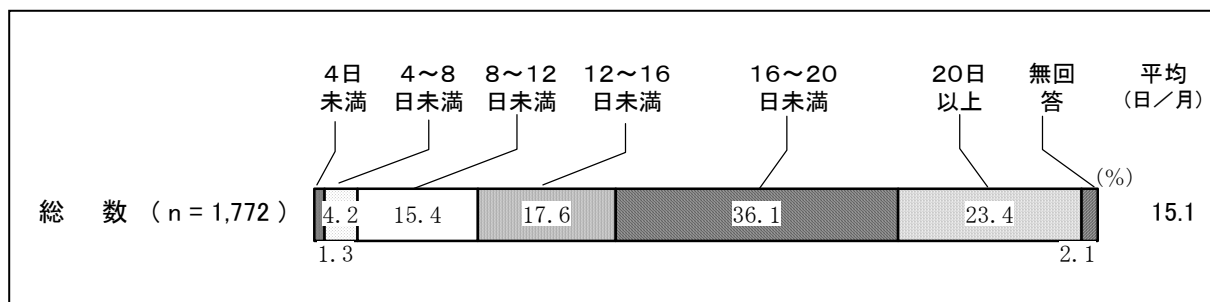 4日 4~8 8~12 12~16 16~20 20日 無回 平均
未満 日未満 日未満 日未満 日未満 以上 答 (日/月)
(%)
総 数 ( n = 1,772 ) 4.2 15.4 17.6 36.1 23.4 15.1
1.3 2.1